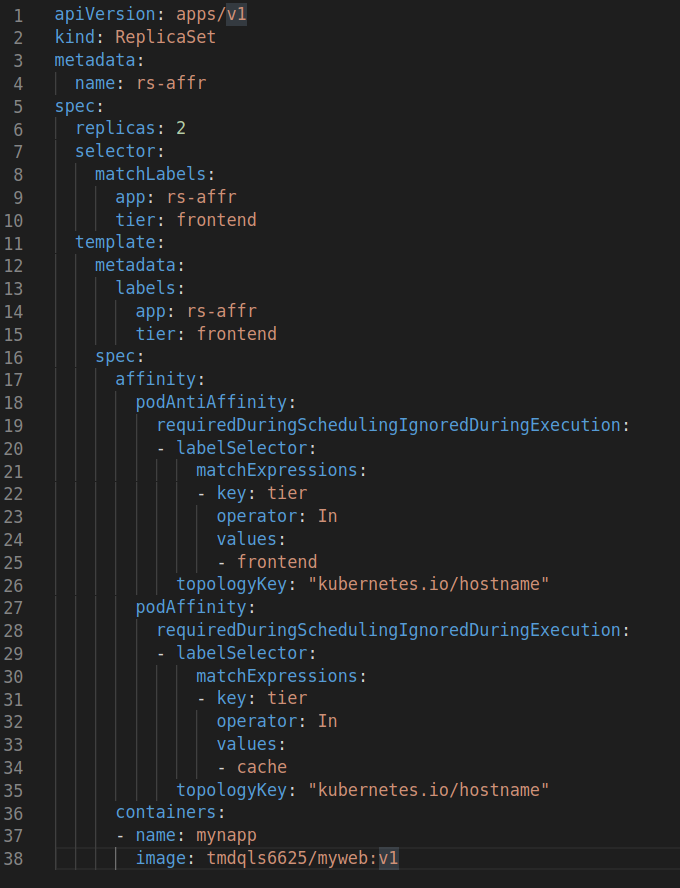 1 apiVersion: apps/v1
2 kind: ReplicaSet
3 metadata:
4   name: rs-affr
5 spec:
6   replicas: 2
7   selector:
8     matchLabels:
9       app: rs-affr
10       tier: frontend
11   template:
12     metadata:
13       labels:
14         app: rs-affr
15         tier: frontend
16     spec:
17       affinity:
18         podAntiAffinity:
19           requiredDuringSchedulingIgnoredDuringExecution:
20           - labelSelector:
21               matchExpressions:
22               - key: tier
23                 operator: In
24                 values:
25                 - frontend
26             topologyKey: "kubernetes.io/hostname"
27         podAffinity:
28           requiredDuringSchedulingIgnoredDuringExecution:
29           - labelSelector:
30               matchExpressions:
31               - key: tier
32                 operator: In
33                 values:
34                 - cache
35             topologyKey: "kubernetes.io/hostname"
36       containers:
37       - name: mynapp
38         image: tmdqls6625/myweb:v1